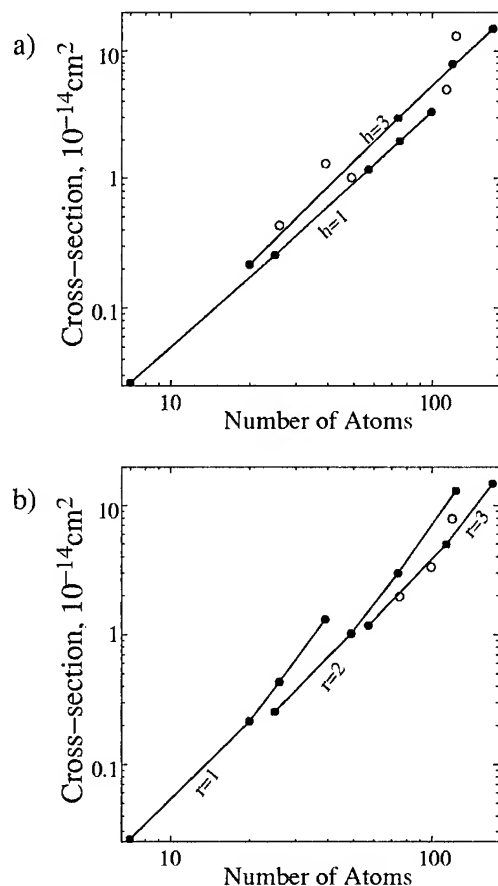 a)
10
1
0.1
Cross−section, 10−14cm2
h=3
h=1
10
100
Number of Atoms
b)
10
1
0.1
Cross−section, 10−14cm2
r=1
r=2
r=3
10
100
Number of Atoms